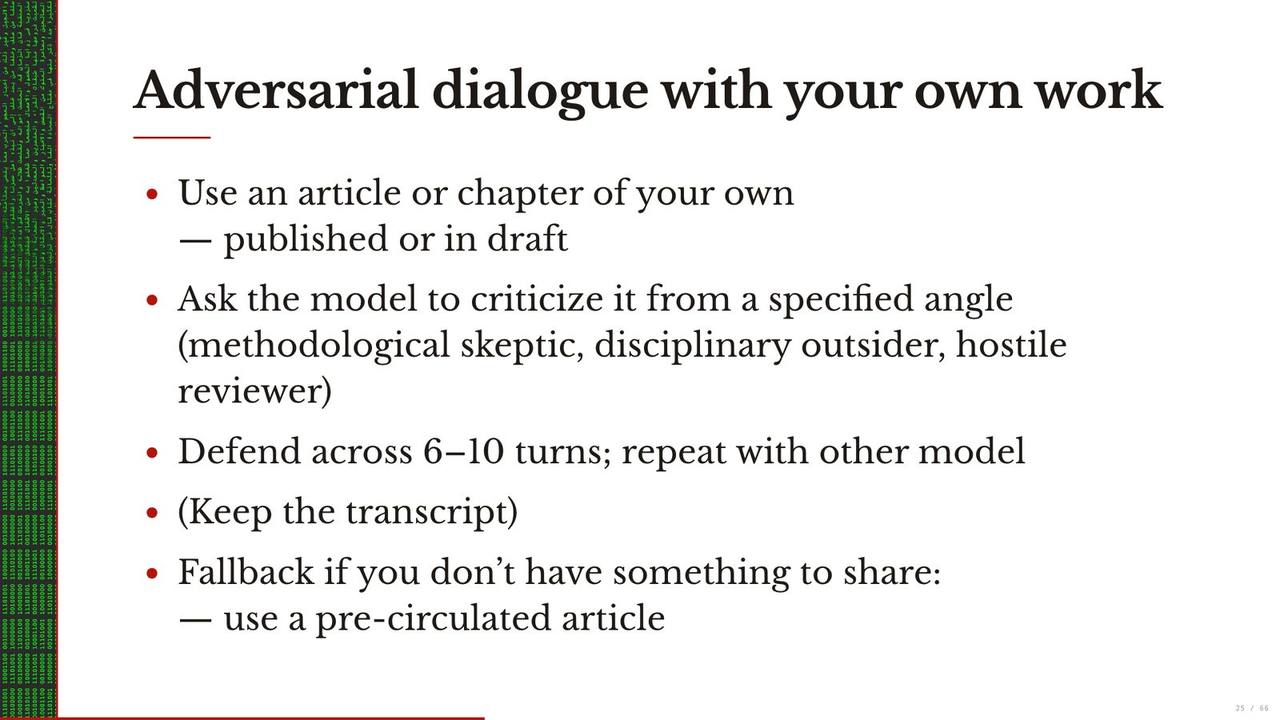 Adversarial dialogue with your own work
• Use an article or chapter of your own
— published or in draft
• Ask the model to criticize it from a specified angle
(methodological skeptic, disciplinary outsider, hostile
reviewer)
• Defend across 6–10 turns; repeat with other model
• (Keep the transcript)
• Fallback if you don’t have something to share:
— use a pre-circulated article
25 / 66